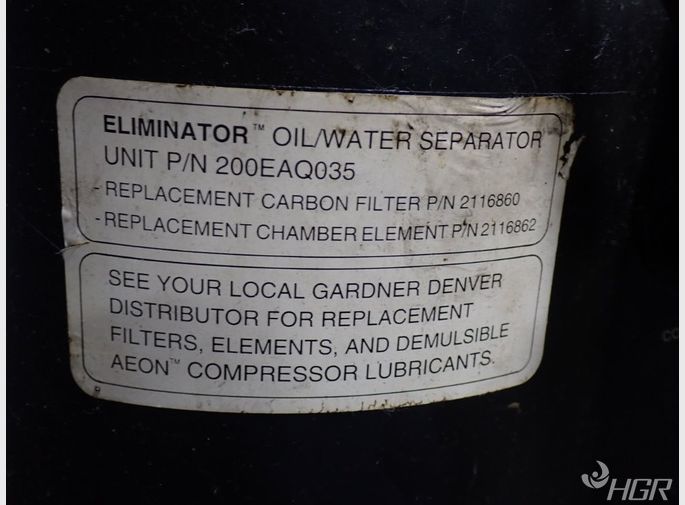 ELIMINATOR™ OIL/WATER SEPARATOR
UNIT P/N 200EAQ035
- REPLACEMENT CARBON FILTER P/N 2116860
- REPLACEMENT CHAMBER ELEMENT P/N 2116862
SEE YOUR LOCAL GARDNER DENVER
DISTRIBUTOR FOR REPLACEMENT
FILTERS, ELEMENTS, AND DEMULSIBLE
AEON™ COMPRESSOR LUBRICANTS.
HGR